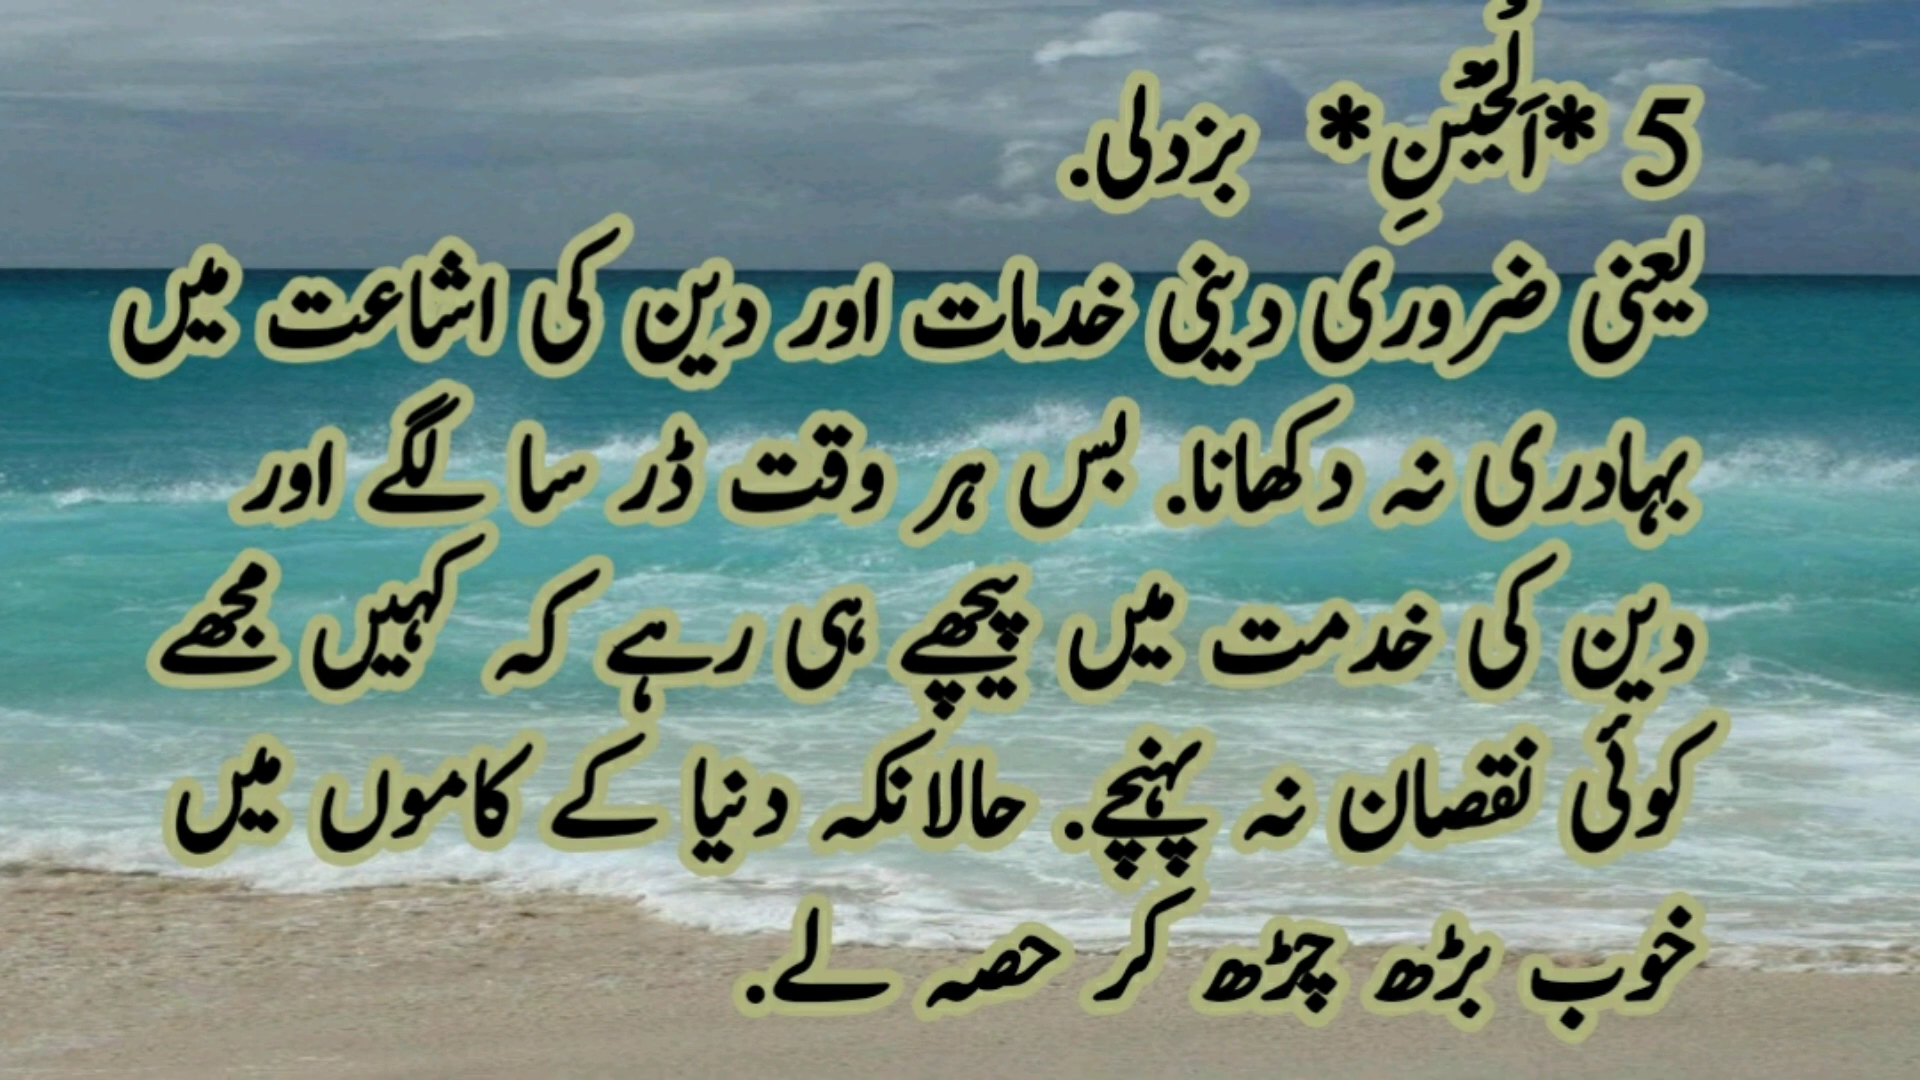 5 *اَلْجُبْنِ* بزدلی.
یعنی ضروری دینی خدمات اور دین کی اشاعت میں
بہادری نہ دکھانا. بس ہر وقت ڈر سا لگے اور
دین کی خدمت میں پیچھے ہی رہے کہ کہیں مجھے
کوئی نقصان نہ پہنچے. حالانکہ دنیا کے کاموں میں
خوب بڑھ چڑھ کر حصہ لے.